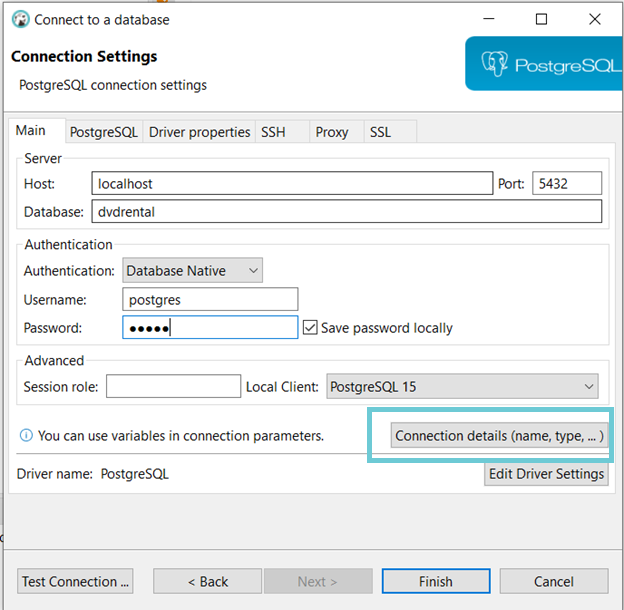 Connect to a database
Connection Settings
PostgreSQL connection settings
PostgreSQL
Main PostgreSQL Driver properties SSH Proxy SSL
Server
Host: localhost Port: 5432
Database: dvdrental
Authentication
Authentication: Database Native
Username: postgres
Password: ●●●●●
Save password locally
Advanced
Session role: Local Client: PostgreSQL 15
You can use variables in connection parameters. Connection details (name, type, ... )
Driver name: PostgreSQL Edit Driver Settings
Test Connection ... < Back Next > Finish Cancel